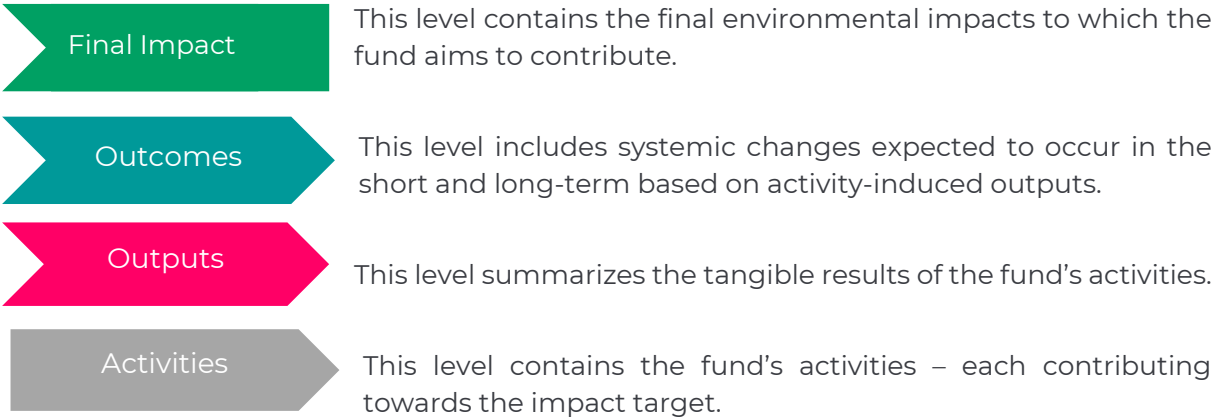 Final Impact
This level contains the final environmental impacts to which the
fund aims to contribute.
Outcomes
This level includes systemic changes expected to occur in the
short and long-term based on activity-induced outputs.
Outputs
This level summarizes the tangible results of the fund’s activities.
Activities
This level contains the fund’s activities – each contributing
towards the impact target.